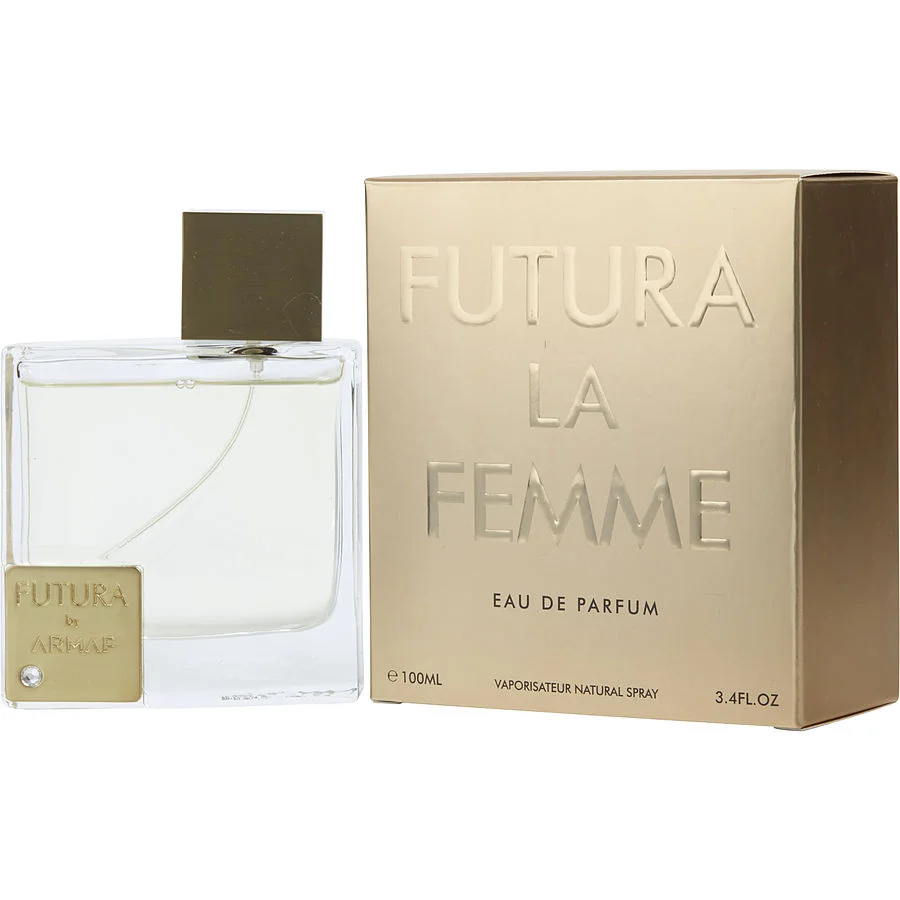 FUTURA
LA
FEMME
EAU DE PARFUM
℮ 100ML
VAPORISATEUR NATURAL SPRAY
3.4FL.OZ
FUTURA
by
ARMAF